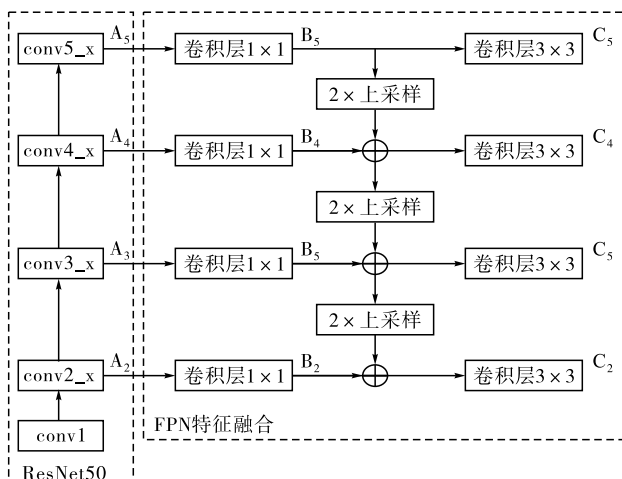 conv5_x A₅ 卷积层1×1 B₅ 卷积层3×3 C₅
2×上采样
conv4_x A₄ 卷积层1×1 B₄ 卷积层3×3 C₄
2×上采样
conv3_x A₃ 卷积层1×1 B₅ 卷积层3×3 C₅
2×上采样
conv2_x A₂ 卷积层1×1 B₂ 卷积层3×3 C₂
conv1 FPN特征融合
ResNet50